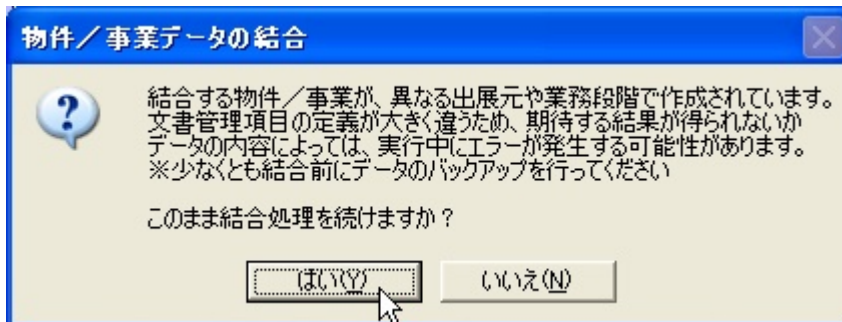 物件／事業データの結合
結合する物件／事業が、異なる出展元や業務段階で作成されています。
文書管理項目の定義が大きく違うため、期待する結果が得られないか
データの内容によっては、実行中にエラーが発生する可能性があります。
※少なくとも結合前にデータのバックアップを行ってください
このまま結合処理を続けますか？
はい(Y)
いいえ(N)